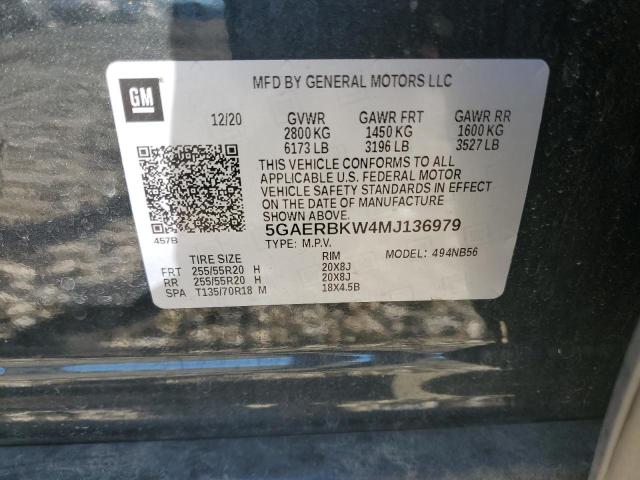 GM
MFD BY GENERAL MOTORS LLC
12/20 GVWR GAWR FRT GAWR RR
2800 KG 1450 KG 1600 KG
6173 LB 3196 LB 3527 LB
THIS VEHICLE CONFORMS TO ALL
APPLICABLE U.S. FEDERAL MOTOR
VEHICLE SAFETY STANDARDS IN EFFECT
ON THE DATE OF MANUFACTURE
SHOWN ABOVE.
5GAERBKW4MJ136979
457B
TYPE: M.P.V. MODEL: 494NB56
TIRE SIZE RIM
FRT 255/55R20 H 20X8J
RR 255/55R20 H 20X8J
SPA T135/70R18 M 18X4.5B